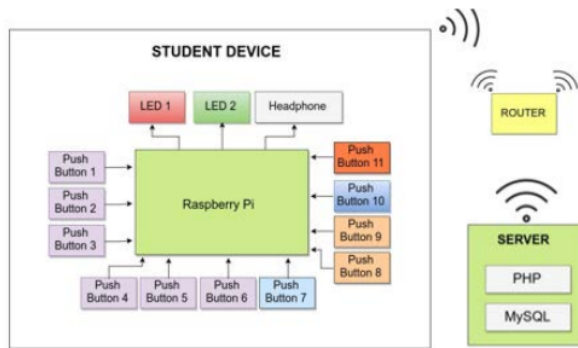 STUDENT DEVICE
LED 1
LED 2
Headphone
Push
Button 1
Push
Button 2
Push
Button 3
Raspberry Pi
Push
Button 11
Push
Button 10
Push
Button 9
Push
Button 8
Push
Button 4
Push
Button 5
Push
Button 6
Push
Button 7
ROUTER
SERVER
PHP
MySQL